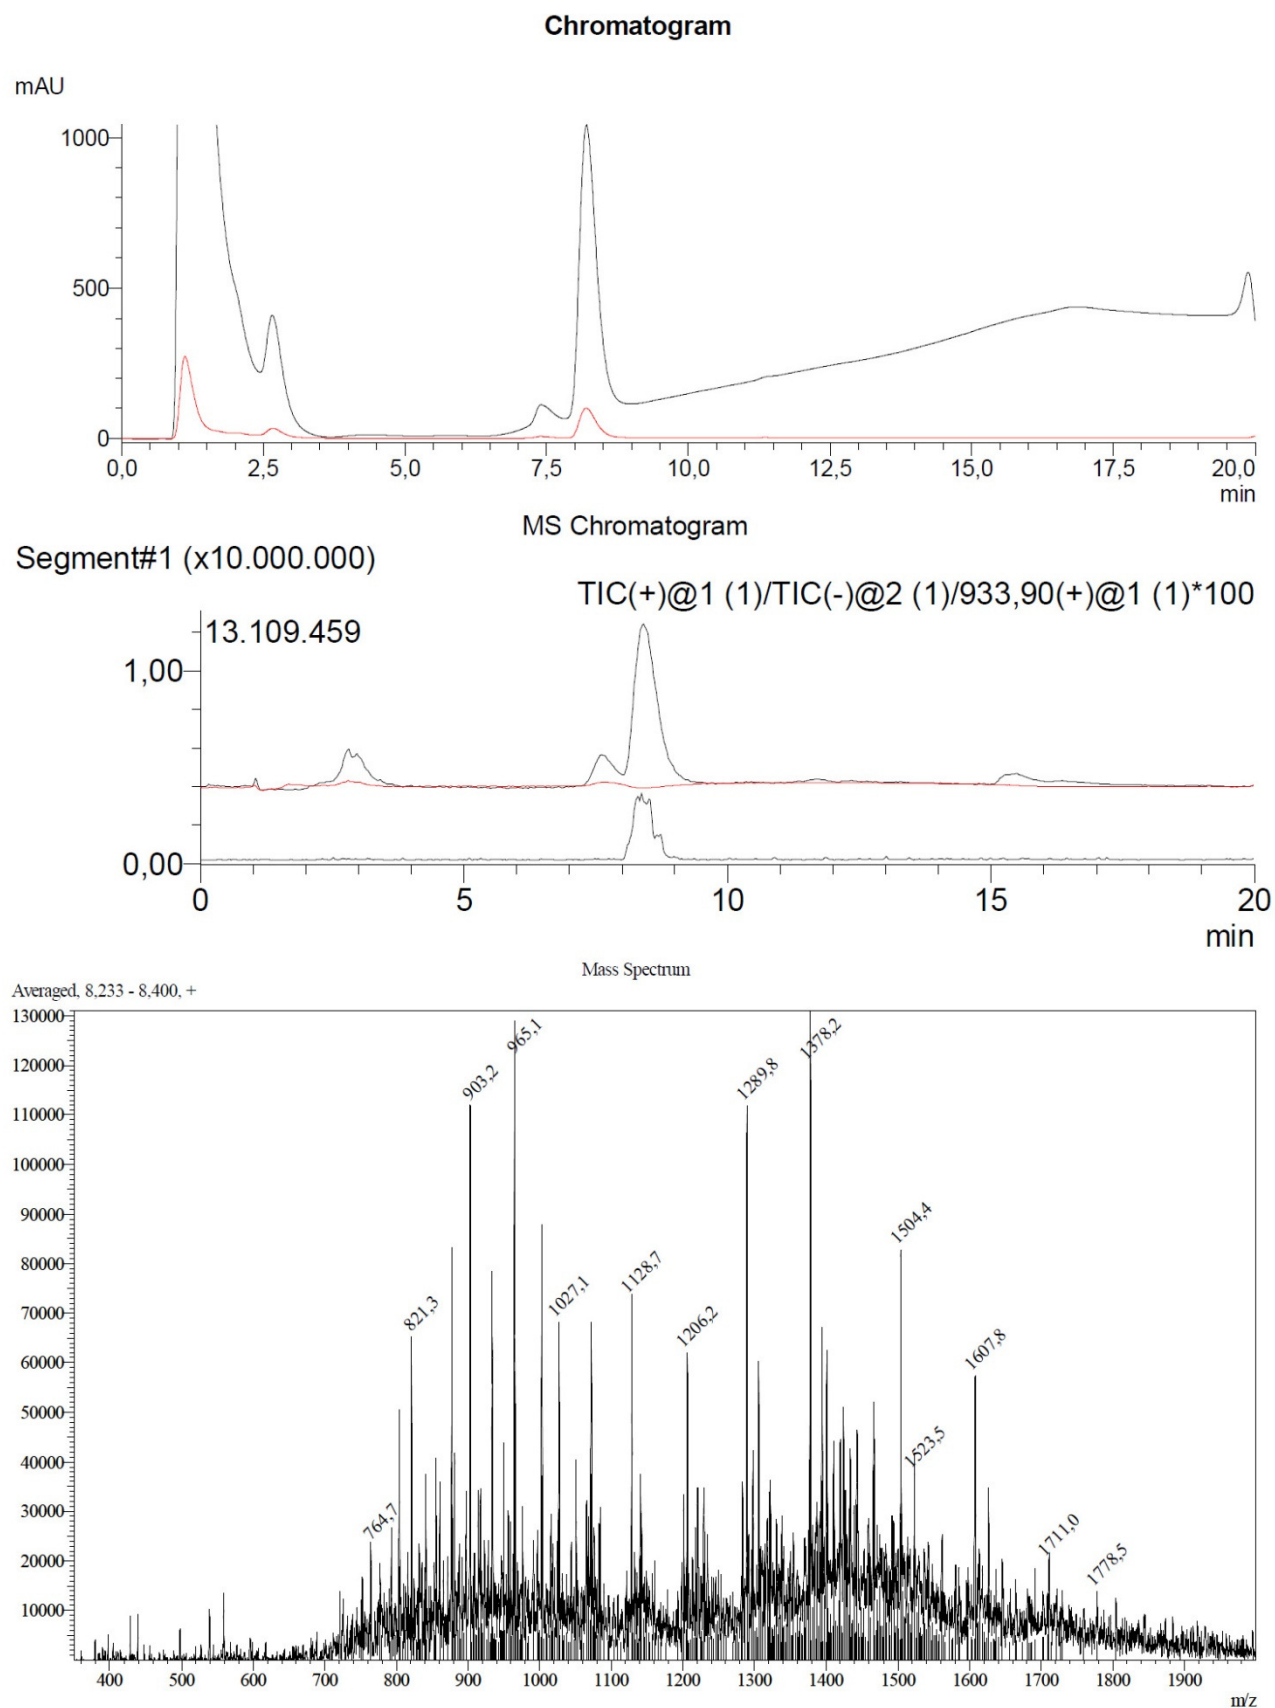 Chromatogram
mAU
1000
500
0
0,0 2,5 5,0 7,5 10,0 12,5 15,0 17,5 20,0
min
MS Chromatogram
Segment#1 (x10.000.000)
TIC(+)@1 (1)/TIC(-)@2 (1)/933,90(+)@1 (1)*100
13.109.459
1,00
0,00
0 5 10 15 20
min
Mass Spectrum
Averaged, 8,233 - 8,400, +
130000
120000
110000
100000
90000
80000
70000
60000
50000
40000
30000
20000
10000
764,7
821,3
903,2
965,1
1027,1
1128,7
1206,2
1289,8
1378,2
1504,4
1523,5
1607,8
1711,0
1778,5
400 500 600 700 800 900 1000 1100 1200 1300 1400 1500 1600 1700 1800 1900
m/z